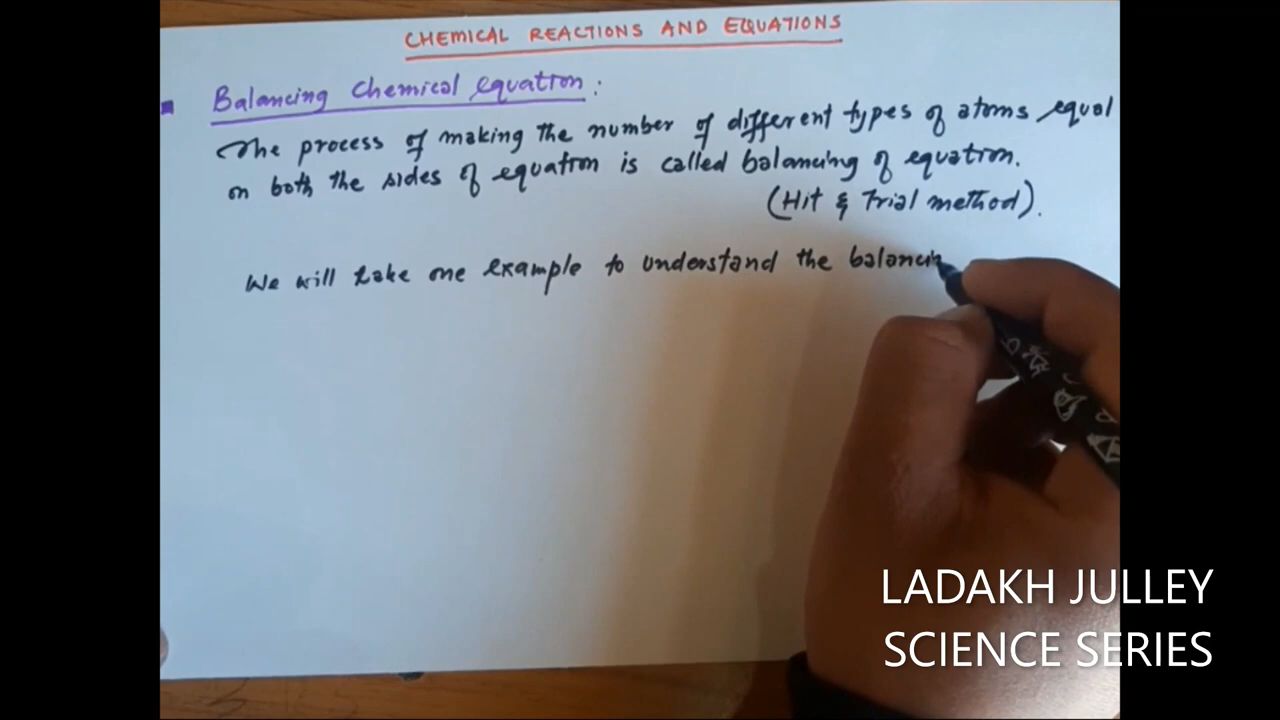 CHEMICAL REACTIONS AND EQUATIONS
Balancing Chemical equation:
The process of making the number of different types of atoms equal
on both the sides of equation is called balancing of equation.
(Hit & Trial method).
We will take one example to understand the balancin
LADAKH JULLEY
SCIENCE SERIES